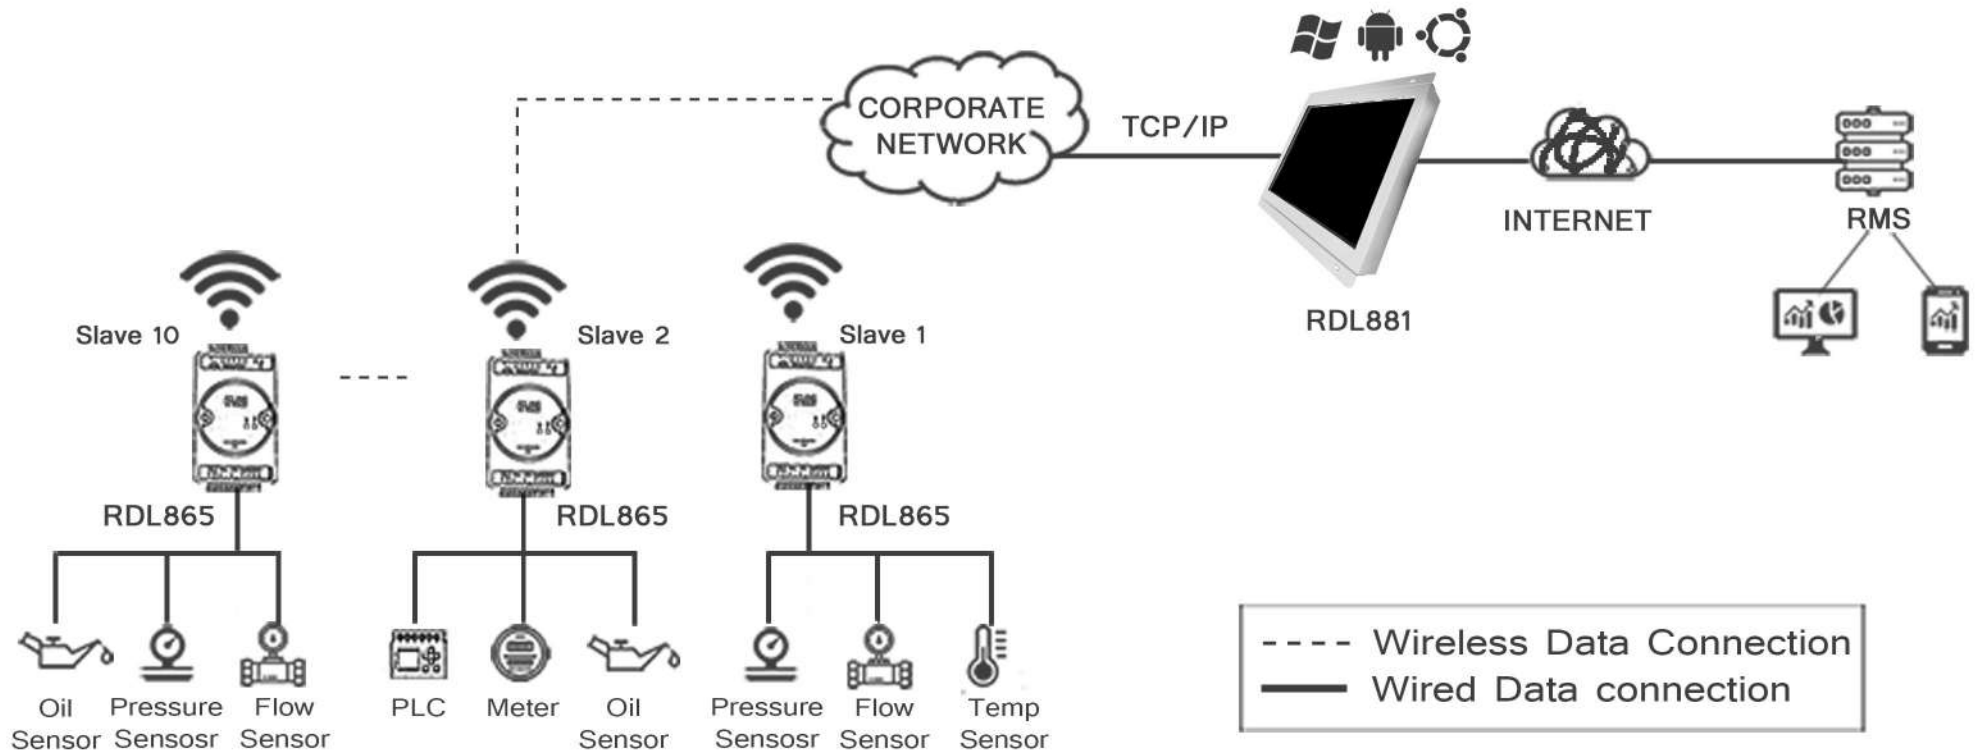 CORPORATE
NETWORK
TCP/IP
INTERNET
RMS
RDL881
Slave 10
Slave 2
Slave 1
RDL865
RDL865
RDL865
Oil
Sensor
Pressure
Sensosr
Flow
Sensor
PLC
Meter
Oil
Sensor
Pressure
Sensosr
Flow
Sensor
Temp
Sensor
Wireless Data Connection
Wired Data connection